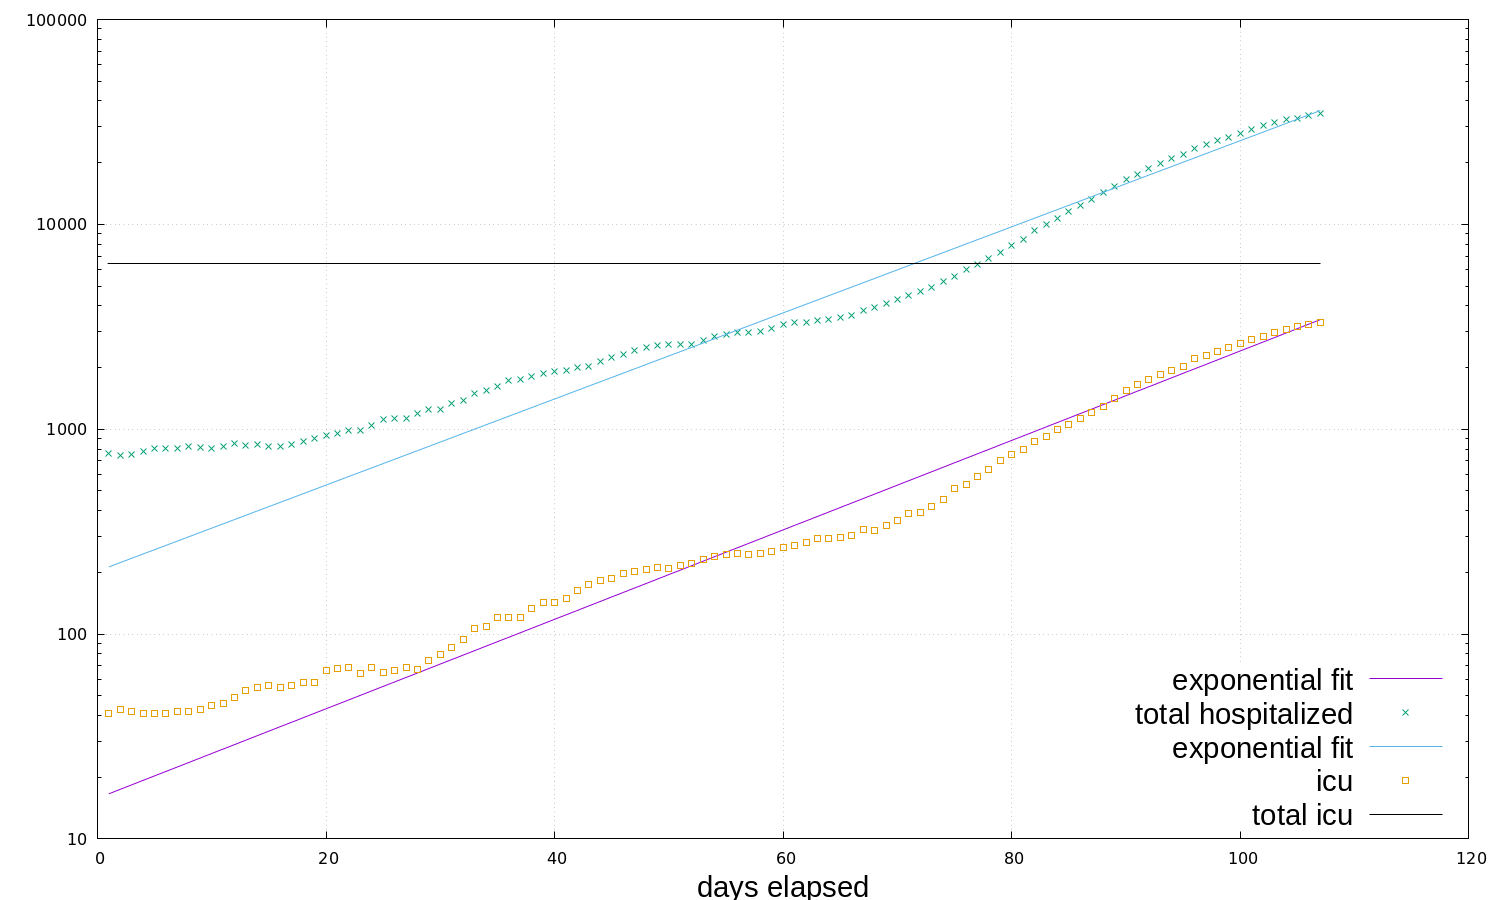 100000
10000
1000
100
10
0 20 40 60 80 100 120
days elapsed
exponential fit
total hospitalized
exponential fit
icu
total icu